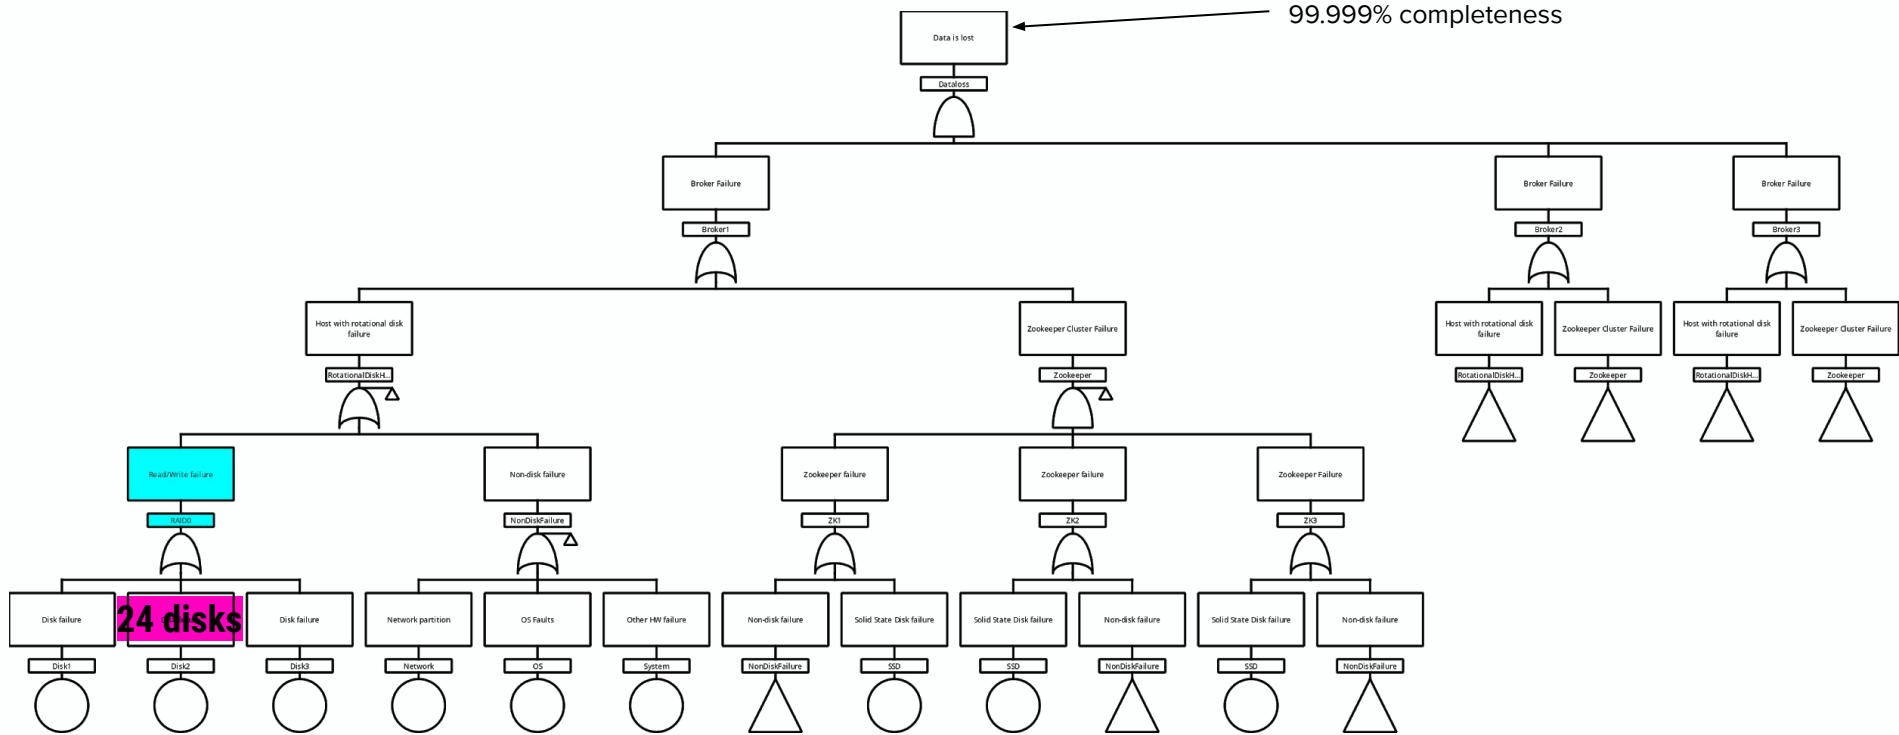 99.999% completeness
Data is lost
Dataloss
Broker Failure
Broker Failure
Broker Failure
Broker1
Broker2
Broker3
Host with rotational disk
failure
Zookeeper Cluster Failure
Host with rotational disk
failure
Zookeeper Cluster Failure
Host with rotational disk
failure
Zookeeper Cluster Failure
RotationalDiskH...
Zookeeper
RotationalDiskH...
Zookeeper
RotationalDiskH...
Zookeeper
Read/Write failure
Non-disk failure
Zookeeper failure
Zookeeper failure
Zookeeper Failure
RAID0
NonDiskFailure
ZK1
ZK2
ZK3
Disk failure
24 disks
Disk failure
Network partition
OS Faults
Other HW failure
Non-disk failure
Solid State Disk failure
Solid State Disk failure
Non-disk failure
Solid State Disk failure
Non-disk failure
Disk1
Disk2
Disk3
Network
OS
System
NonDiskFailure
SSD
SSD
NonDiskFailure
SSD
NonDiskFailure